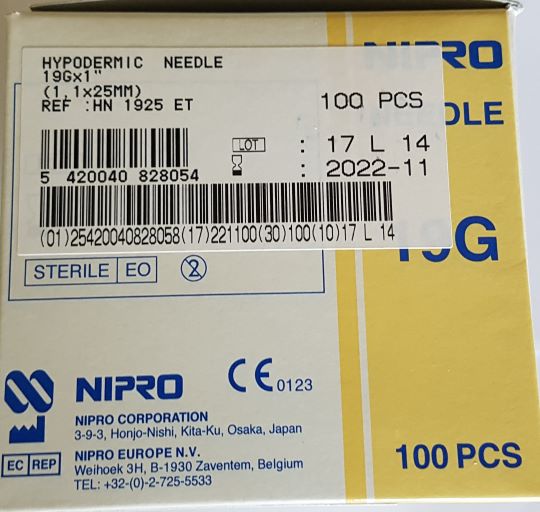 HYPODERMIC NEEDLE
19Gx1"
(1,1x25MM)
REF :HN 1925 ET
100 PCS
LOT : 17 L 14
: 2022-11
5 420040 828054
(01)25420040828058(17)221100(30)100(10)17 L 14
NIPRO
19G
100 PCS
STERILE EO
2
NIPRO
CE 0123
NIPRO CORPORATION
3-9-3, Honjo-Nishi, Kita-Ku, Osaka, Japan
EC REP
NIPRO EUROPE N.V.
Weihoek 3H, B-1930 Zaventem, Belgium
TEL: +32-(0)-2-725-5533